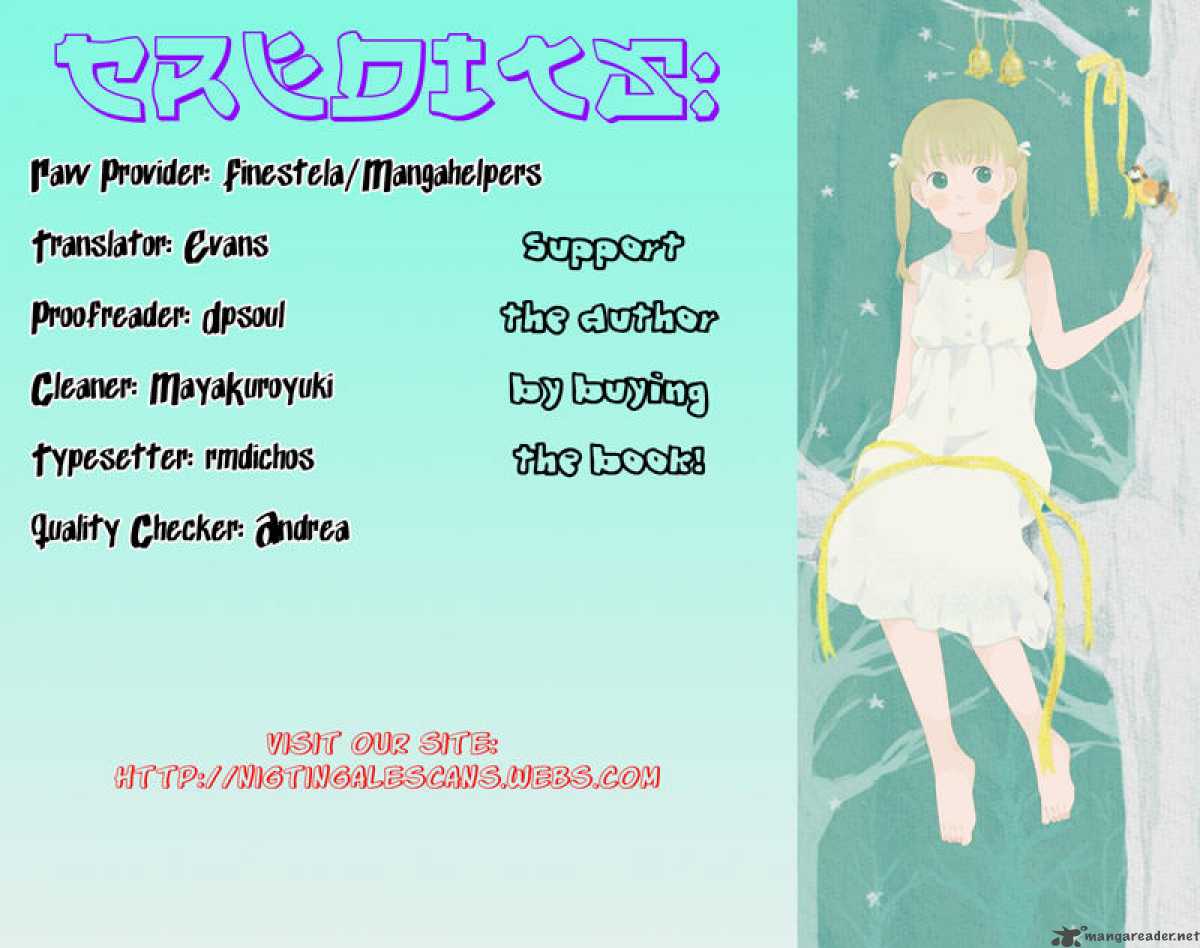 CREDITS:
Raw Provider: Finestela/Mangahelpers
Translator: Evans
Proofreader: Dpsoul
Cleaner: MayaKuroyuki
Typesetter: rmdichos
Quality Checker: Andrea
Support
the Author
by buying
the book!
VISIT OUR SITE:
HTTP://NIGTINGALESCANS.WEBS.COM
mangareader.net